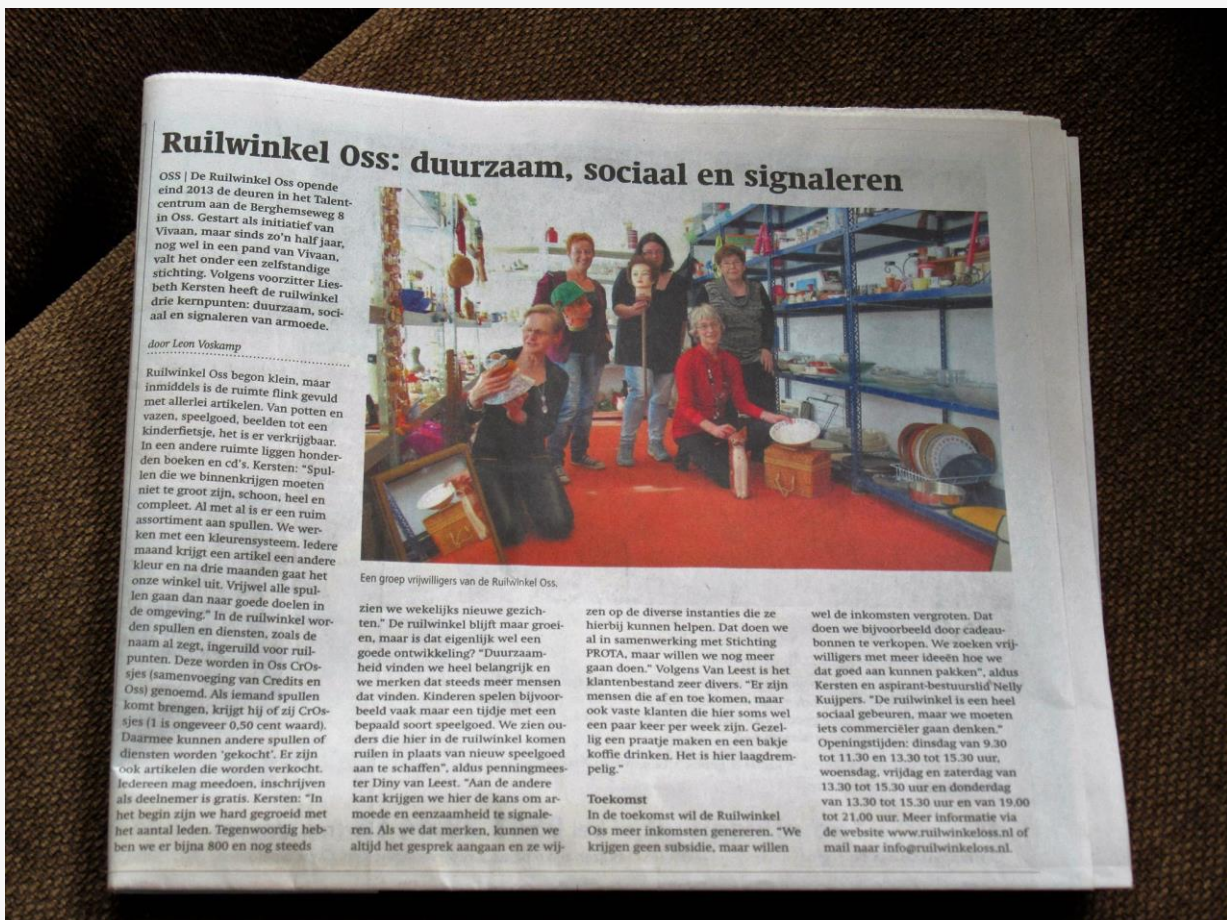 Ruilwinkel Oss: duurzaam, sociaal en signaleren
OSS | De Ruilwinkel Oss opende
eind 2013 de deuren in het Talent-
centrum aan de Berghemseweg 8
in Oss. Gestart als initiatief van
Vivaan, maar sinds zo'n half jaar,
nog wel in een pand van Vivaan,
valt het onder een zelfstandige
stichting. Volgens voorzitter Lies-
beth Kersten heeft de ruilwinkel
drie kernpunten: duurzaam, soci-
aal en signaleren van armoede.
door Leon Voskamp
Ruilwinkel Oss begon klein, maar
inmiddels is de ruimte flink gevuld
met allerlei artikelen. Van potten en
vazen, speelgoed, beelden tot een
kinderfietsje, het is er verkrijgbaar.
In een andere ruimte liggen honder-
den boeken en cd's. Kersten: “Spul-
len die we binnenkrijgen moeten
niet te groot zijn, schoon, heel en
compleet. Al met al is er een ruim
assortiment aan spullen. We wer-
ken met een kleurensysteem. Iedere
maand krijgt een artikel een andere
kleur en na drie maanden gaat het
onze winkel uit. Vrijwel alle spul-
len gaan dan naar goede doelen in
de omgeving.” In de ruilwinkel wor-
den spullen en diensten, zoals de
naam al zegt, ingeruild voor ruil-
punten. Deze worden in Oss CrOs-
sjes (samenvoeging van Credits en
Oss) genoemd. Als iemand spullen
komt brengen, krijgt hij of zij CrOs-
sjes (1 is ongeveer 0,50 cent waard).
Daarmee kunnen andere spullen of
diensten worden ‘gekocht’. Er zijn
ook artikelen die worden verkocht.
Iedereen mag meedoen, inschrijven
als deelnemer is gratis. Kersten: “In
het begin zijn we hard gegroeid met
het aantal leden. Tegenwoordig heb-
ben we er bijna 800 en nog steeds
Een groep vrijwilligers van de Ruilwinkel Oss.
zien we wekelijks nieuwe gezich-
ten.” De ruilwinkel blijft maar groei-
en, maar is dat eigenlijk wel een
goede ontwikkeling? “Duurzaam-
heid vinden we heel belangrijk en
we merken dat steeds meer mensen
dat vinden. Kinderen spelen bijvoor-
beeld vaak maar een tijdje met een
bepaald soort speelgoed. We zien ou-
ders die hier in de ruilwinkel komen
ruilen in plaats van nieuw speelgoed
aan te schaffen”, aldus penningmees-
ter Diny van Leest. “Aan de andere
kant krijgen we hier de kans om ar-
moede en eenzaamheid te signale-
ren. Als we dat merken, kunnen we
altijd het gesprek aangaan en ze wij-
zen op de diverse instanties die ze
hierbij kunnen helpen. Dat doen we
al in samenwerking met Stichting
PROTA, maar willen we nog meer
gaan doen.” Volgens Van Leest is het
klantenbestand zeer divers. “Er zijn
mensen die af en toe komen, maar
ook vaste klanten die hier soms wel
een paar keer per week zijn. Gezel-
lig een praatje maken en een bakje
koffie drinken. Het is hier laagdrem-
pelig.”
Toekomst
In de toekomst wil de Ruilwinkel
Oss meer inkomsten genereren. “We
krijgen geen subsidie, maar willen
wel de inkomsten vergroten. Dat
doen we bijvoorbeeld door cadeau-
bonnen te verkopen. We zoeken vrij-
willigers met meer ideeën hoe we
dat goed aan kunnen pakken”, aldus
Kersten en aspirant-bestuurslid Nelly
Kuijpers. “De ruilwinkel is een heel
sociaal gebeuren, maar we moeten
iets commerciëler gaan denken.”
Openingstijden: dinsdag van 9.30
tot 11.30 en 13.30 tot 15.30 uur,
woensdag, vrijdag en zaterdag van
13.30 tot 15.30 uur en donderdag
van 13.30 tot 15.30 uur en van 19.00
tot 21.00 uur. Meer informatie via
de website www.ruilwinkeloss.nl of
mail naar info@ruilwinkeloss.nl.